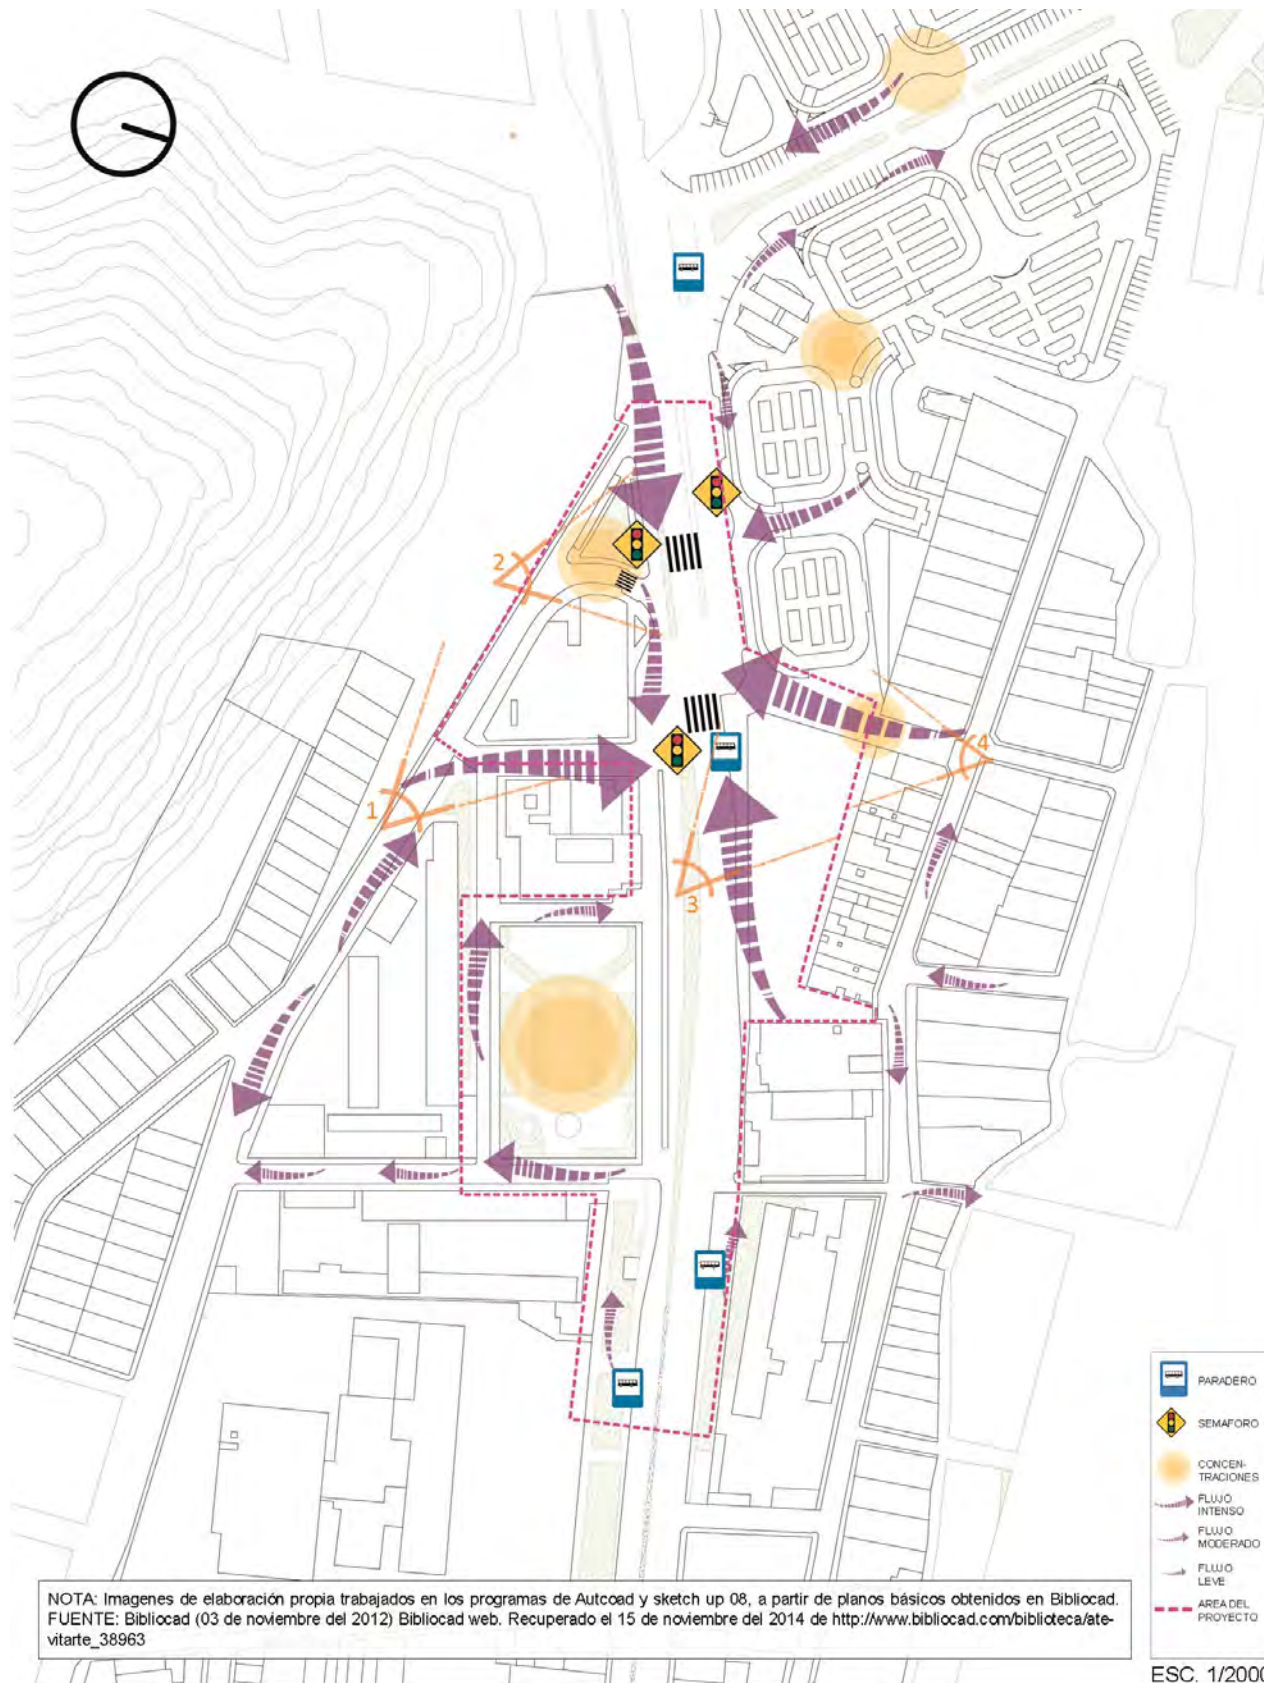 2
1
4
3
PARADERO
SEMAFORO
CONCEN-
TRACIONES
FLUJO
INTENSO
FLUJO
MODERADO
FLUJO
LEVE
AREA DEL
PROYECTO
NOTA: Imagenes de elaboración propia trabajados en los programas de Autcoad y sketch up 08, a partir de planos básicos obtenidos en Bibliocad.
FUENTE: Bibliocad (03 de noviembre del 2012) Bibliocad web. Recuperado el 15 de noviembre del 2014 de http://www.bibliocad.com/biblioteca/ate-
vitarte_38963
ESC. 1/2000